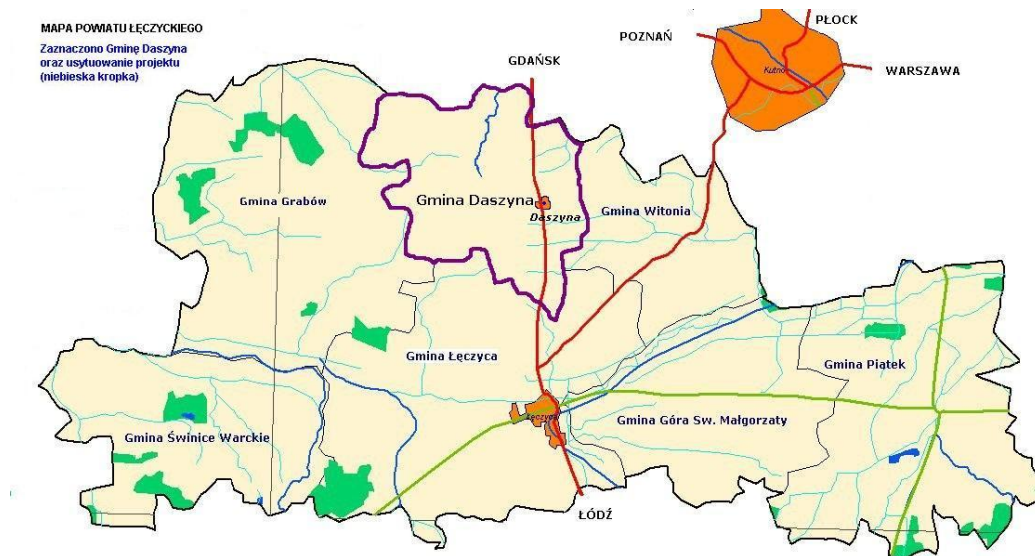 MAPA POWIATU ŁĘCZYCKIEGO
Zaznaczono Gminę Daszyna
oraz usytuowanie projektu
(niebieska kropka)
PŁOCK
POZNAŃ
GDAŃSK
WARSZAWA
Kutno
Gmina Grabów
Gmina Daszyna
Daszyna
Gmina Witonia
Gmina Łęczyca
Gmina Piątek
Łęczyca
Gmina Góra Sw. Małgorzaty
Gmina Świnice Warckie
ŁÓDŹ